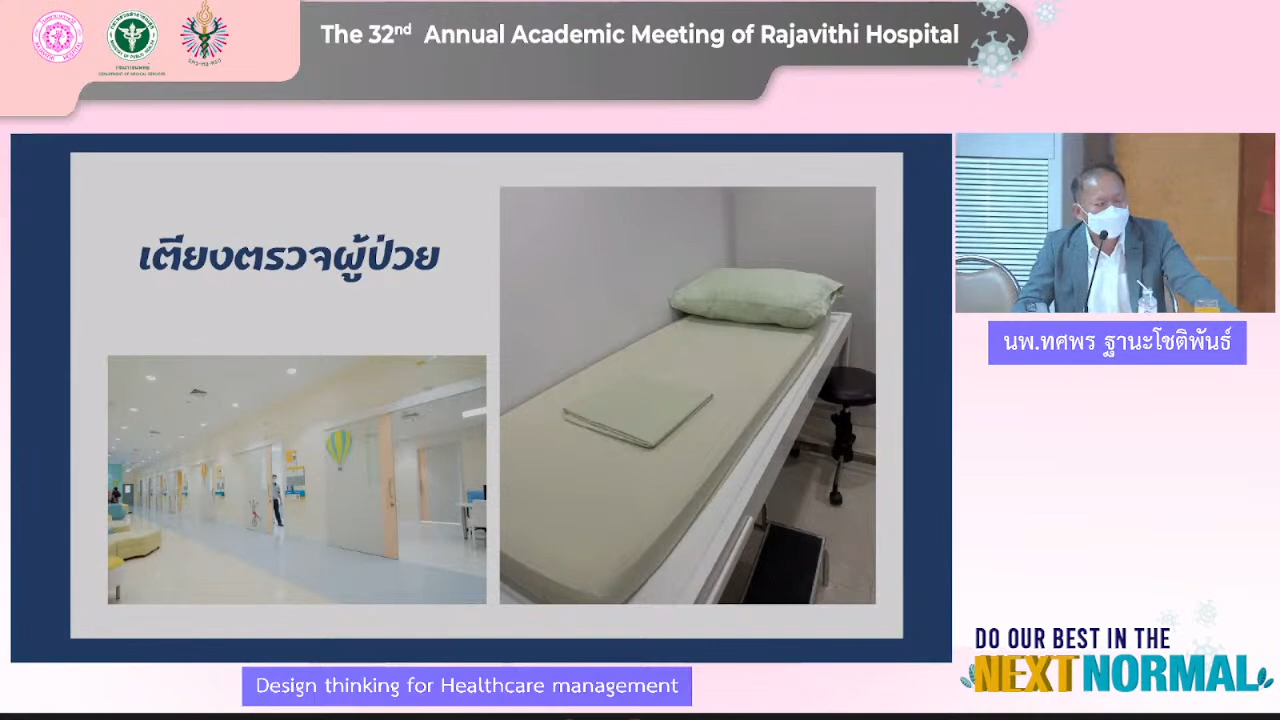 The 32nd Annual Academic Meeting of Rajavithi Hospital
เตียงตรวจผู้ป่วย
นพ.ทศพร ฐานะโชติพันธ์
DO OUR BEST IN THE
NEXT NORMAL
Design thinking for Healthcare management